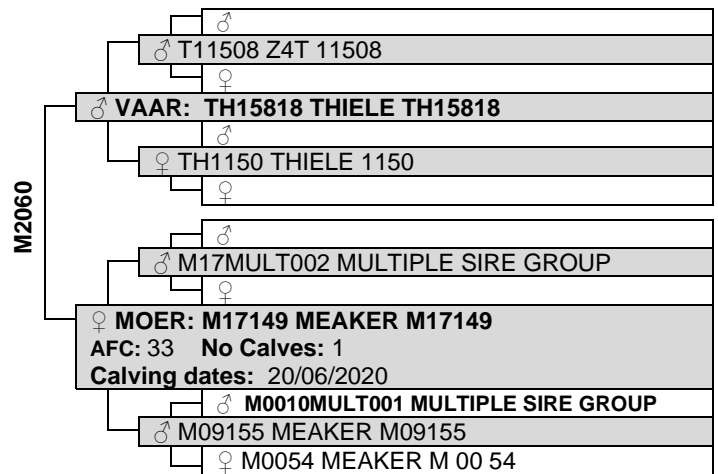 ♂
♂ T11508 Z4T 11508
♀
♂ VAAR: TH15818 THIELE TH15818
♂
♀ TH1150 THIELE 1150
♀
M2060
♂
♂ M17MULT002 MULTIPLE SIRE GROUP
♀
♀ MOER: M17149 MEAKER M17149
AFC: 33 No Calves: 1
Calving dates: 20/06/2020
♂ M0010MULT001 MULTIPLE SIRE GROUP
♂ M09155 MEAKER M09155
♀ M0054 MEAKER M 00 54